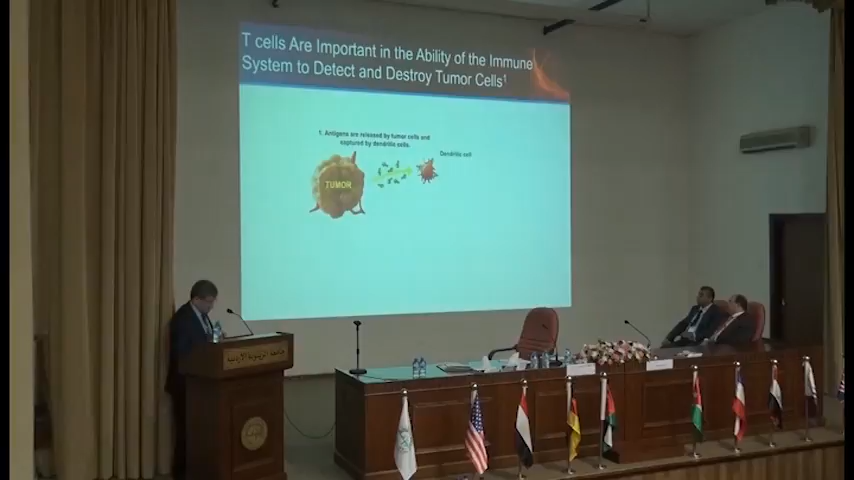 T cells Are Important in the Ability of the Immune
System to Detect and Destroy Tumor Cells1
1. Antigens are released by tumor cells and
captured by dendritic cells.
Dendritic cell
TUMOR